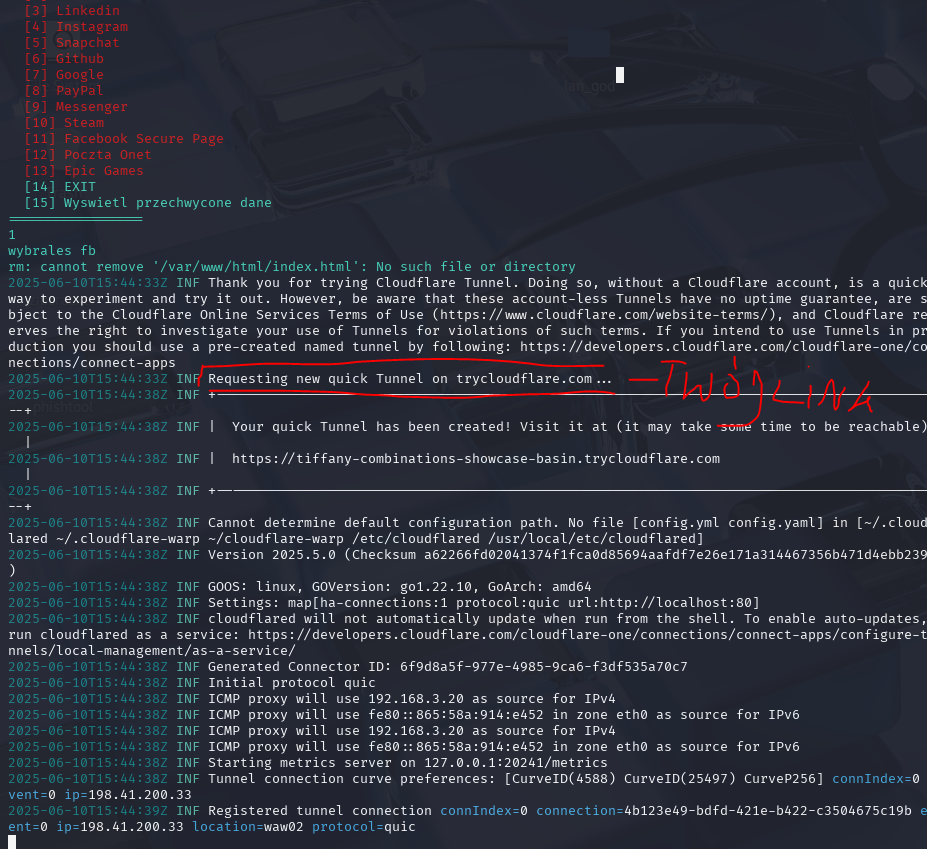 [3] Linkedin
[4] Instagram
[5] Snapchat
[6] Github
[7] Google
[8] PayPal
[9] Messenger
[10] Steam
[11] Facebook Secure Page
[12] Poczta Onet
[13] Epic Games
[14] EXIT
[15] Wyswietl przechwycone dane
==================
1
wybrales fb
rm: cannot remove '/var/www/html/index.html': No such file or directory
2025-06-10T15:44:33Z INF Thank you for trying Cloudflare Tunnel. Doing so, without a Cloudflare account, is a quick
way to experiment and try it out. However, be aware that these account-less Tunnels have no uptime guarantee, are s
bject to the Cloudflare Online Services Terms of Use (https://www.cloudflare.com/website-terms/), and Cloudflare re
erves the right to investigate your use of Tunnels for violations of such terms. If you intend to use Tunnels in pr
duction you should use a pre-created named tunnel by following: https://developers.cloudflare.com/cloudflare-one/co
nections/connect-apps
2025-06-10T15:44:33Z INF Requesting new quick Tunnel on trycloudflare.com... — Twój Link
2025-06-10T15:44:38Z INF +
--+
2025-06-10T15:44:38Z INF | Your quick Tunnel has been created! Visit it at (it may take some time to be reachable)
|
2025-06-10T15:44:38Z INF | https://tiffany-combinations-showcase-basin.trycloudflare.com
|
2025-06-10T15:44:38Z INF +
--+
2025-06-10T15:44:38Z INF Cannot determine default configuration path. No file [config.yml config.yaml] in [~/.cloud
lared ~/.cloudflare-warp ~/cloudflare-warp /etc/cloudflared /usr/local/etc/cloudflared]
2025-06-10T15:44:38Z INF Version 2025.5.0 (Checksum a62266fd02041374f1fca0d85694aafdf7e26e171a314467356b471d4ebb239
)
2025-06-10T15:44:38Z INF GOOS: linux, GOVersion: go1.22.10, GoArch: amd64
2025-06-10T15:44:38Z INF Settings: map[ha-connections:1 protocol:quic url:http://localhost:80]
2025-06-10T15:44:38Z INF cloudflared will not automatically update when run from the shell. To enable auto-updates,
run cloudflared as a service: https://developers.cloudflare.com/cloudflare-one/connections/connect-apps/configure-t
nnels/local-management/as-a-service/
2025-06-10T15:44:38Z INF Generated Connector ID: 6f9d8a5f-977e-4985-9ca6-f3df535a70c7
2025-06-10T15:44:38Z INF Initial protocol quic
2025-06-10T15:44:38Z INF ICMP proxy will use 192.168.3.20 as source for IPv4
2025-06-10T15:44:38Z INF ICMP proxy will use fe80::865:58a:914:e452 in zone eth0 as source for IPv6
2025-06-10T15:44:38Z INF ICMP proxy will use 192.168.3.20 as source for IPv4
2025-06-10T15:44:38Z INF ICMP proxy will use fe80::865:58a:914:e452 in zone eth0 as source for IPv6
2025-06-10T15:44:38Z INF Starting metrics server on 127.0.0.1:20241/metrics
2025-06-10T15:44:38Z INF Tunnel connection curve preferences: [CurveID(4588) CurveID(25497) CurveP256] connIndex=0
vent=0 ip=198.41.200.33
2025-06-10T15:44:39Z INF Registered tunnel connection connIndex=0 connection=4b123e49-bdfd-421e-b422-c3504675c19b e
ent=0 ip=198.41.200.33 location=waw02 protocol=quic